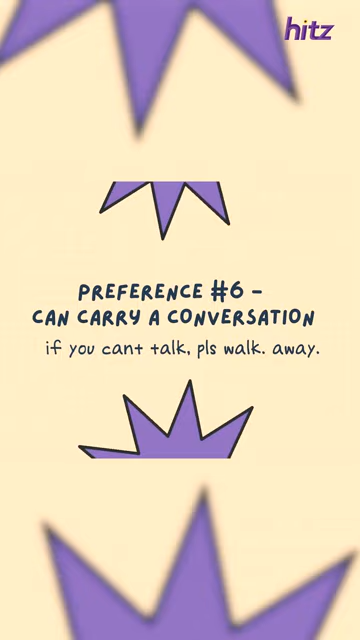 hitz
PREFERENCE #6 -
CAN CARRY A CONVERSATION
if you cant talk, pls walk. away.